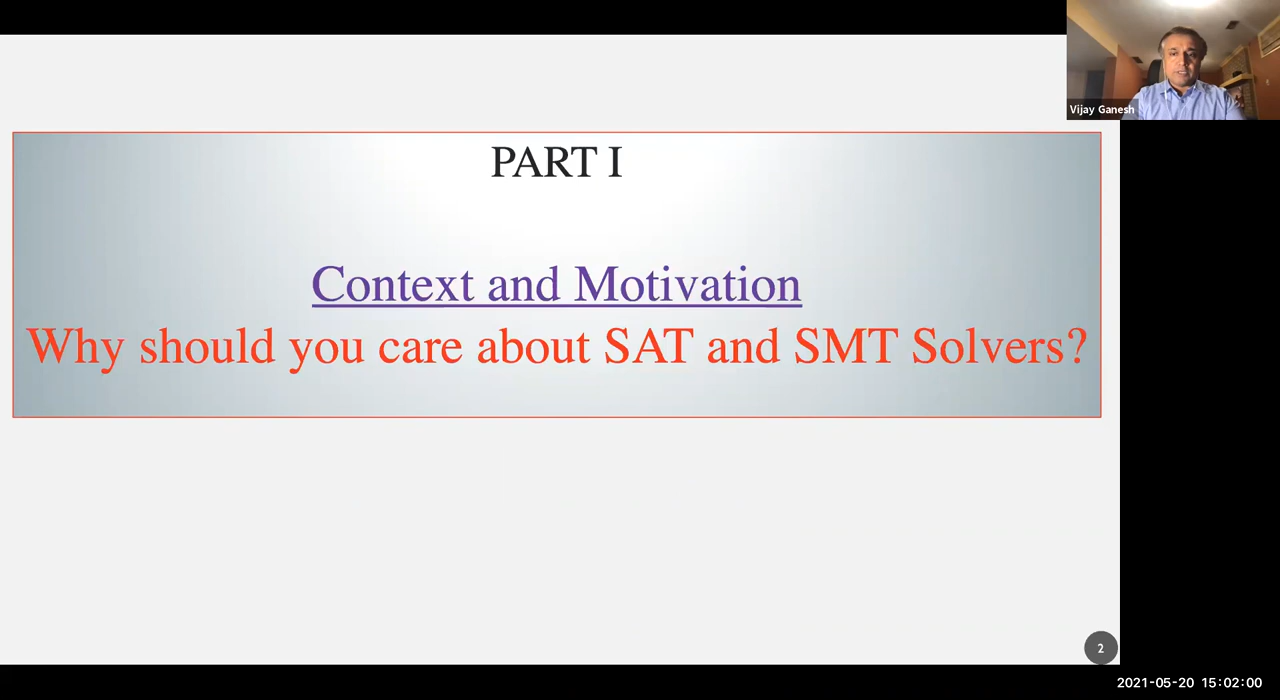 Vijay Ganesh
PART I
Context and Motivation
Why should you care about SAT and SMT Solvers?
2
2021-05-20 15:02:00